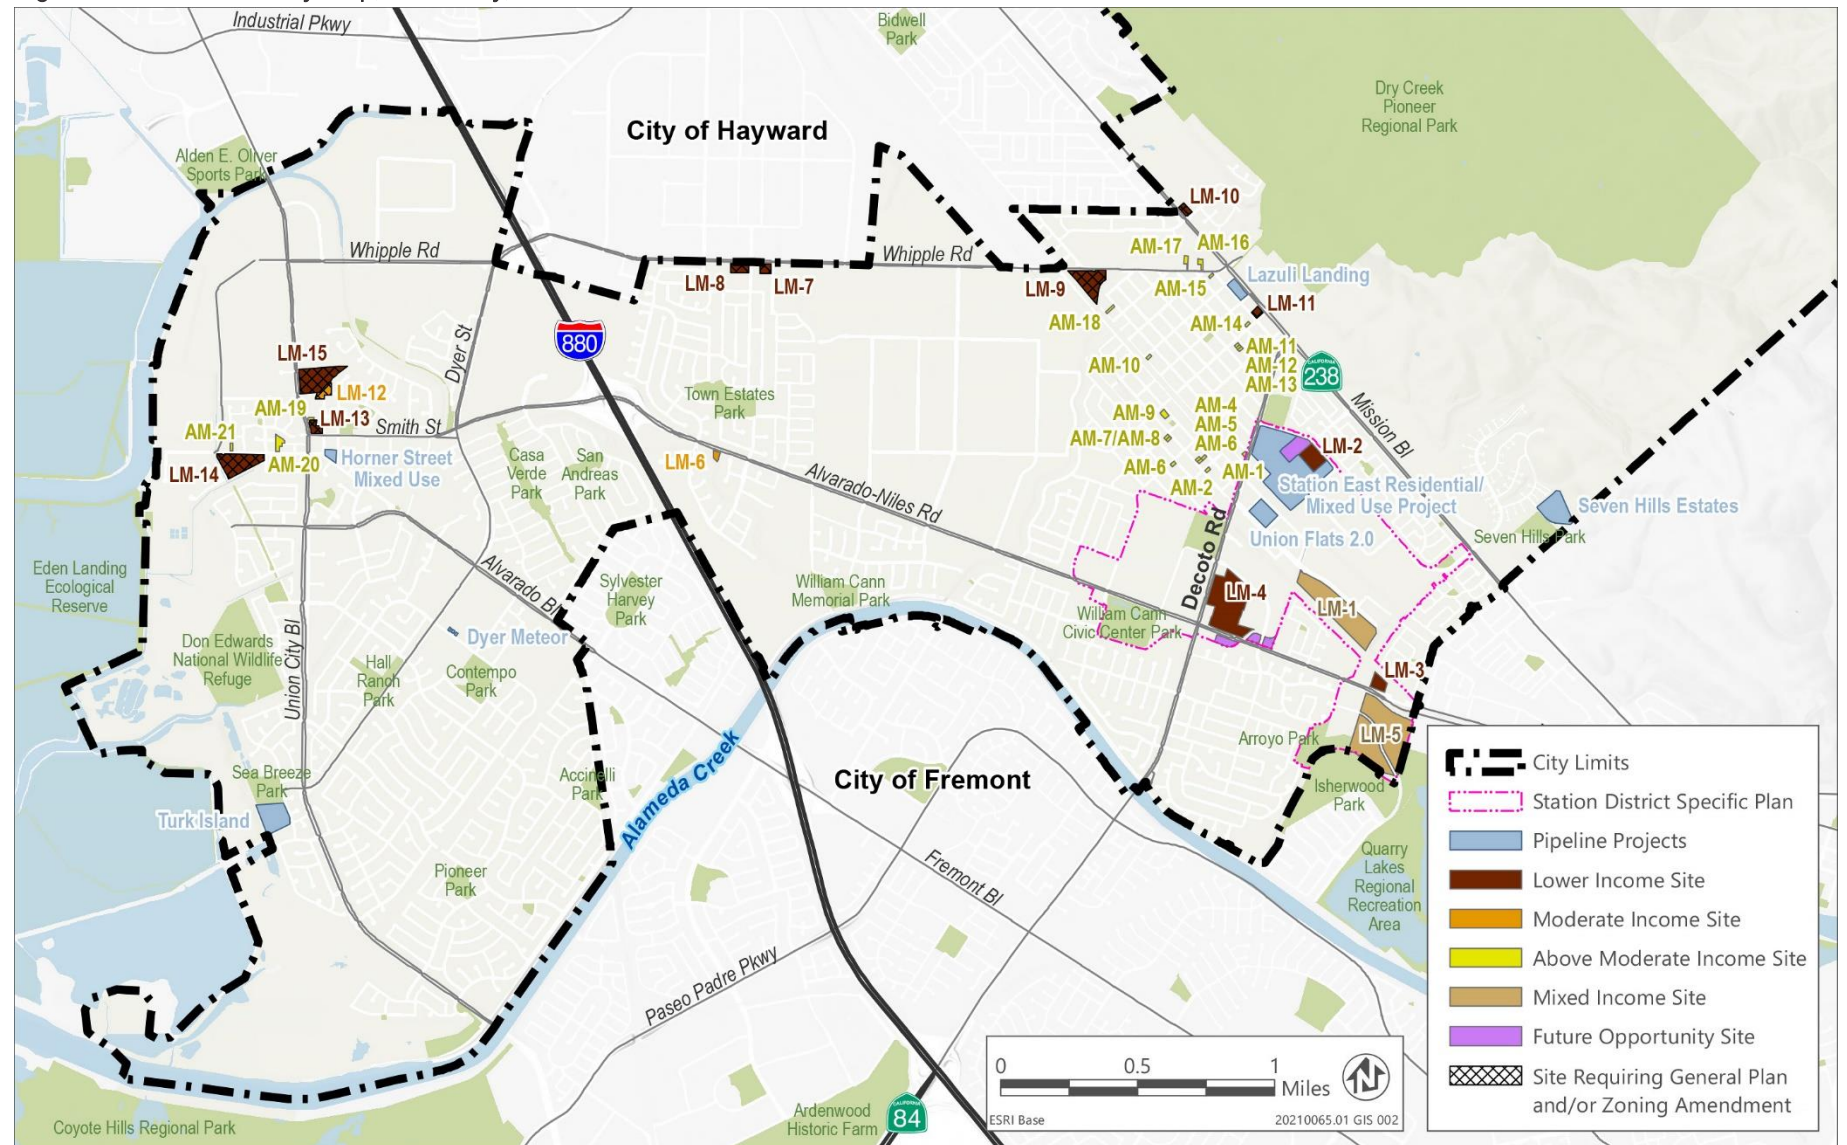 Industrial Pkwy
Bidwell
Park
Dry Creek
Pioneer
Regional Park
City of Hayward
Alden E. Oliver
Sports Park
LM-10
Whipple Rd
Whipple Rd
AM-17
AM-16
LM-8
LM-7
LM-9
AM-15
Lazuli Landing
LM-11
AM-18
AM-14
880
Dyer St
AM-11
AM-12
AM-13
CALIFORNIA
238
AM-10
LM-15
LM-12
Town Estates
Park
Mission Bl
AM-19
LM-13
Smith St
AM-9
AM-4
AM-5
AM-6
AM-7/AM-8
AM-21
AM-20
LM-14
Horner Street
Mixed Use
Casa
Verde
Park
San
Andreas
Park
LM-6
Alvarado-Niles Rd
AM-6
AM-2
AM-1
LM-2
Station East Residential/
Mixed Use Project
Union Flats 2.0
Seven Hills Estates
Seven Hills Park
Decoto Rd
Eden Landing
Ecological
Reserve
Alvarado Bl
Sylvester
Harvey
Park
William Cann
Memorial Park
William Cann
Civic Center Park
LM-4
LM-1
Dyer Meteor
Don Edwards
National Wildlife
Refuge
Union City Bl
Hall
Ranch
Park
Contempo
Park
LM-3
LM-5
Arroyo Park
Isherwood
Park
Sea Breeze
Park
Turk Island
Accinelli
Park
Alameda Creek
City of Fremont
Pioneer
Park
Fremont Bl
Paseo Padre Pkwy
Quarry
Lakes
Regional
Recreation
Area
Coyote Hills Regional Park
Ardenwood
Historic Farm
CALIFORNIA
84
City Limits
Station District Specific Plan
Pipeline Projects
Lower Income Site
Moderate Income Site
Above Moderate Income Site
Mixed Income Site
Future Opportunity Site
Site Requiring General Plan
and/or Zoning Amendment
0 0.5 1
Miles
N
ESRI Base
20210065.01 GIS 002